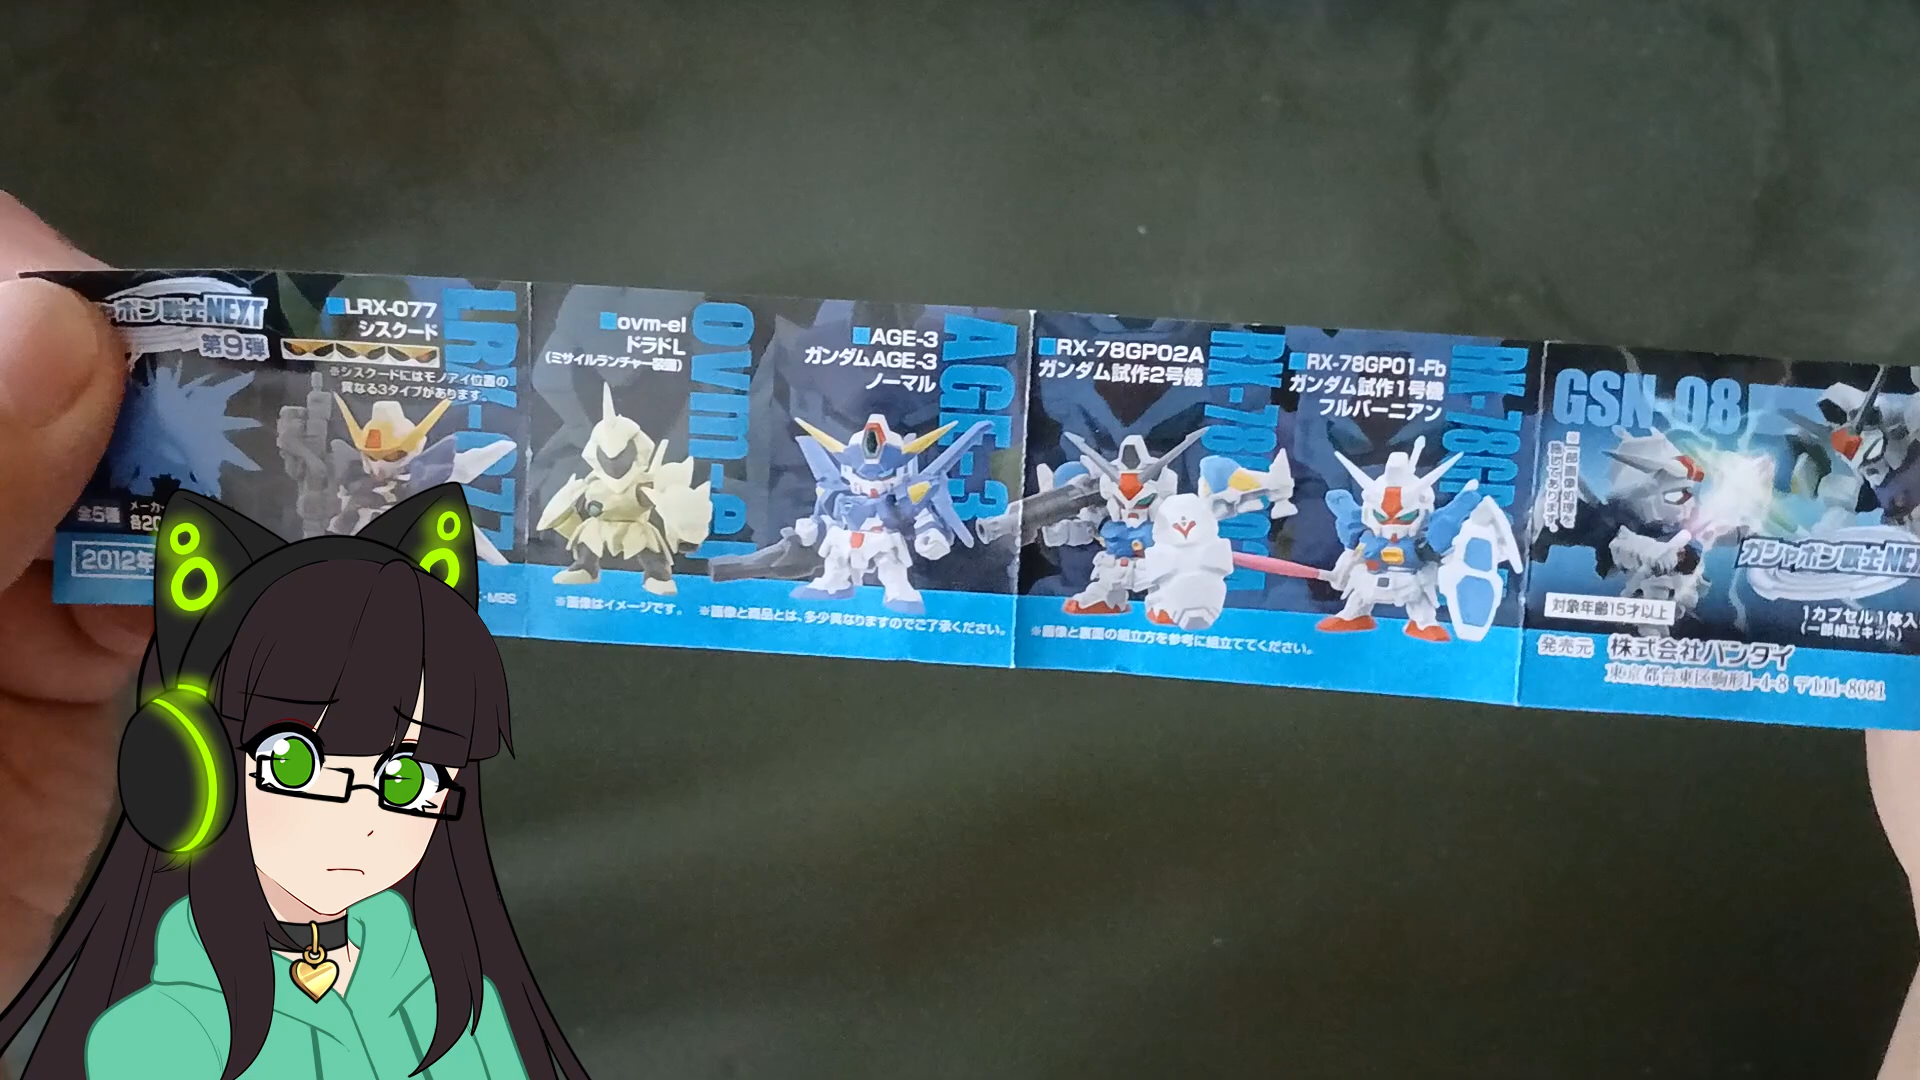 ャポン戦士NEXT
第9弾
全5種
メーカー
各20
2012年
■LRX-077
シスクード
※シスクードにはモノアイ位置の
異なる3タイプがあります。
LRX-077
■ovm-el
ドラドL
(ミサイルランチャー装備)
ovm-el
■AGE-3
ガンダムAGE-3
ノーマル
AGE-3
※画像はイメージです。 ※画像と商品とは、多少異なりますのでご了承ください。
■RX-78GP02A
ガンダム試作2号機
RX-78
■RX-78GP01-Fb
ガンダム試作1号機
フルバーニアン
RX-78G
※画像と裏面の組立方を参考に組立ててください。
GSN-08
ガシャポン戦士NEX
対象年齢15才以上
1カプセル1体入
(一部組立キット)
発売元 株式会社バンダイ
東京都台東区駒形1-4-8 〒111-8081